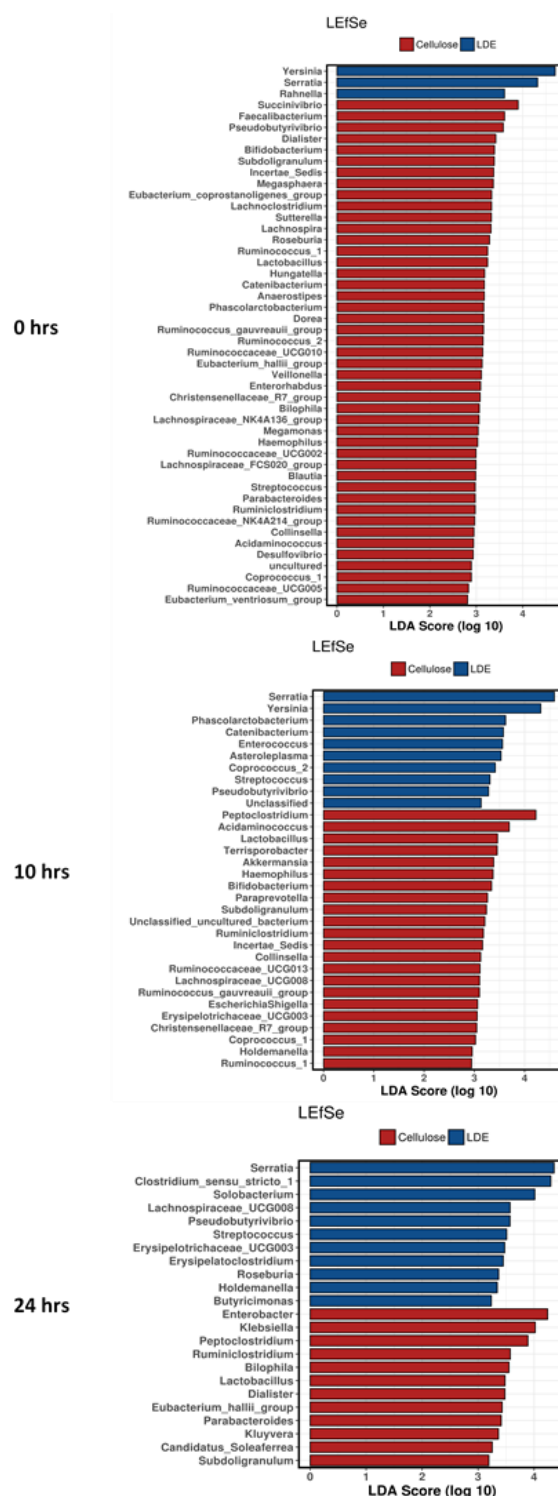 LEfSe
Cellulose LDE
Yersinia
Serratia
Rahnella
Succinivibrio
Faecalibacterium
Pseudobutyrivibrio
Dialister
Bifidobacterium
Subdoligranulum
Incertae_Sedis
Megasphaera
Eubacterium_coprostanoligenes_group
Lachnoclostridium
Sutterella
Lachnospira
Roseburia
Ruminococcus_1
Lactobacillus
Hungatella
Catenibacterium
Anaerostipes
Phascolarctobacterium
Dorea
0 hrs
Ruminococcus_gauvreauii_group
Ruminococcus_2
Ruminococcaceae_UCG010
Eubacterium_hallii_group
Veillonella
Enterorhabdus
Christensenellaceae_R7_group
Bilophila
Lachnospiraceae_NK4A136_group
Megamonas
Haemophilus
Ruminococcaceae_UCG002
Lachnospiraceae_FCS020_group
Blautia
Streptococcus
Parabacteroides
Ruminiclostridium
Ruminococcaceae_NK4A214_group
Collinsella
Acidaminococcus
Desulfovibrio
uncultured
Coprococcus_1
Ruminococcaceae_UCG005
Eubacterium_ventriosum_group
0 1 2 3 4
LDA Score (log 10)
LEfSe
Cellulose LDE
Serratia
Yersinia
Phascolarctobacterium
Catenibacterium
Enterococcus
Asteroleplasma
Coprococcus_2
Streptococcus
Pseudobutyrivibrio
Unclassified
Peptoclostridium
Acidaminococcus
Lactobacillus
Terrisporobacter
Akkermansia
10 hrs
Haemophilus
Bifidobacterium
Paraprevotella
Subdoligranulum
Unclassified_uncultured_bacterium
Ruminiclostridium
Incertae_Sedis
Collinsella
Ruminococcaceae_UCG013
Lachnospiraceae_UCG008
Ruminococcus_gauvreauii_group
EscherichiaShigella
Erysipelotrichaceae_UCG003
Christensenellaceae_R7_group
Coprococcus_1
Holdemanella
Ruminococcus_1
0 1 2 3 4
LDA Score (log 10)
LEfSe
Cellulose LDE
Serratia
Clostridium_sensu_stricto_1
Solobacterium
Lachnospiraceae_UCG008
Pseudobutyrivibrio
Streptococcus
Erysipelotrichaceae_UCG003
Erysipelatoclostridium
Roseburia
Holdemanella
24 hrs
Butyricimonas
Enterobacter
Klebsiella
Peptoclostridium
Ruminiclostridium
Bilophila
Lactobacillus
Dialister
Eubacterium_hallii_group
Parabacteroides
Kluyvera
Candidatus_Soleaferrea
Subdoligranulum
0 1 2 3 4
LDA Score (log 10)